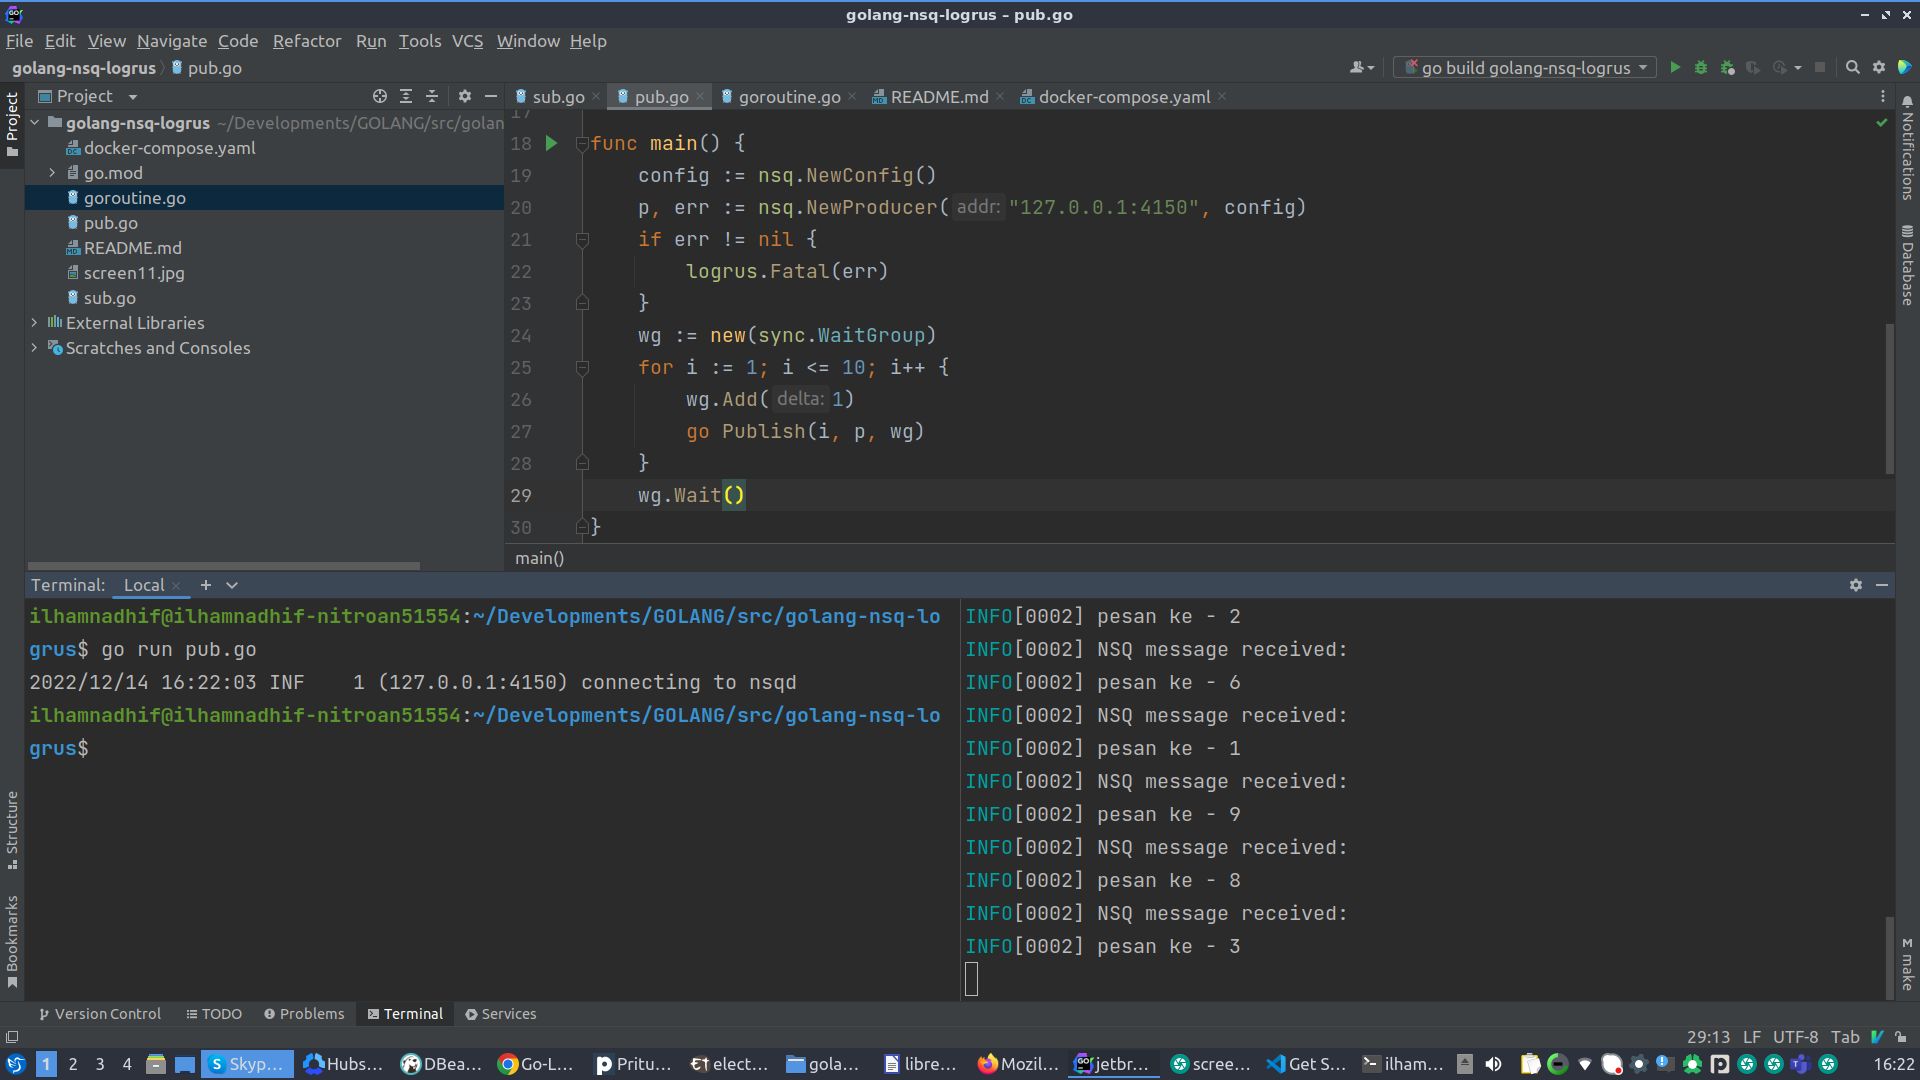 golang-nsq-logrus – pub.go
File Edit View Navigate Code Refactor Run Tools VCS Window Help
golang-nsq-logrus pub.go
go build golang-nsq-logrus
Project
Project
golang-nsq-logrus ~/Developments/GOLANG/src/golan
docker-compose.yaml
go.mod
goroutine.go
pub.go
README.md
screen11.jpg
sub.go
External Libraries
Scratches and Consoles
sub.go pub.go goroutine.go README.md docker-compose.yaml
17
18 func main() {
19 config := nsq.NewConfig()
20 p, err := nsq.NewProducer( addr: "127.0.0.1:4150", config)
21 if err != nil {
22 logrus.Fatal(err)
23 }
24 wg := new(sync.WaitGroup)
25 for i := 1; i <= 10; i++ {
26 wg.Add( delta: 1)
27 go Publish(i, p, wg)
28 }
29 wg.Wait()
30 }
main()
Notifications
Database
make
Structure
Bookmarks
Terminal: Local
ilhamnadhif@ilhamnadhif-nitroan51554:~/Developments/GOLANG/src/golang-nsq-lo
grus$ go run pub.go
2022/12/14 16:22:03 INF    1 (127.0.0.1:4150) connecting to nsqd
ilhamnadhif@ilhamnadhif-nitroan51554:~/Developments/GOLANG/src/golang-nsq-lo
grus$
INFO[0002] pesan ke - 2
INFO[0002] NSQ message received:
INFO[0002] pesan ke - 6
INFO[0002] NSQ message received:
INFO[0002] pesan ke - 1
INFO[0002] NSQ message received:
INFO[0002] pesan ke - 9
INFO[0002] NSQ message received:
INFO[0002] pesan ke - 8
INFO[0002] NSQ message received:
INFO[0002] pesan ke - 3
Version Control TODO Problems Terminal Services
29:13 LF UTF-8 Tab
1 2 3 4 Skyp... Hubs... DBea... Go-L... Pritu... elect... gola... libre... Mozil... jetbr... scree... Get S... ilham... 16:22